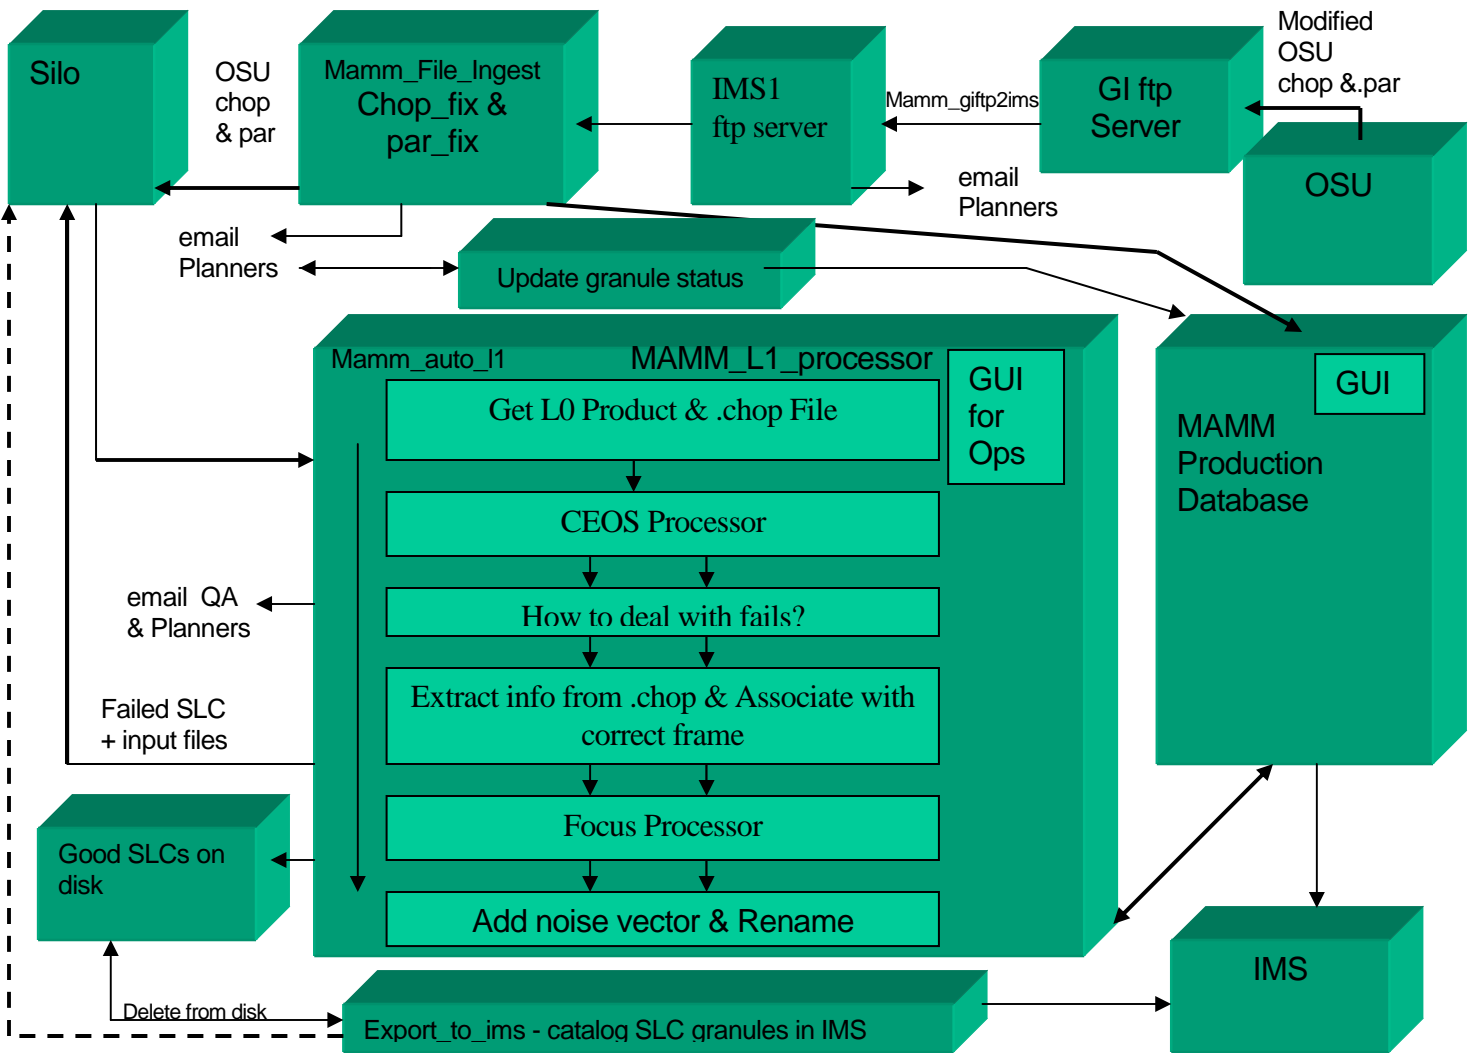 Modified
OSU
chop &.par
Silo
OSU
chop
& par
Mamm_File_Ingest
Chop_fix &
par_fix
IMS1
ftp server
Mamm_giftp2ims
GI ftp
Server
OSU
email
Planners
email
Planners
Update granule status
Mamm_auto_l1
MAMM_L1_processor
GUI
for
Ops
GUI
MAMM
Production
Database
Get L0 Product & .chop File
CEOS Processor
How to deal with fails?
email  QA
& Planners
Extract info from .chop & Associate with
correct frame
Failed SLC
+ input files
Focus Processor
Good SLCs on
disk
Add noise vector & Rename
IMS
Delete from disk
Export_to_ims - catalog SLC granules in IMS